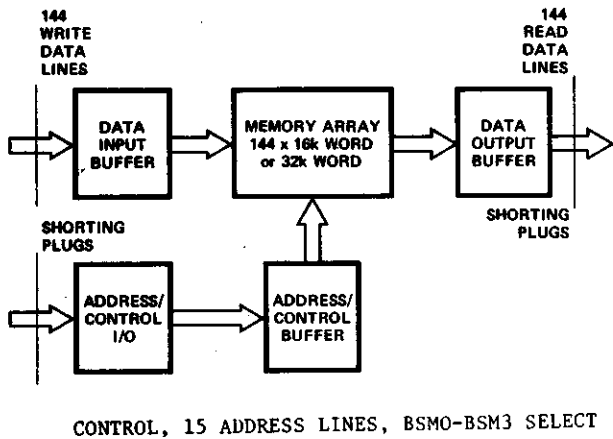 144
WRITE
DATA
LINES
144
READ
DATA
LINES
DATA
INPUT
BUFFER
MEMORY ARRAY
144 x 16k WORD
or 32k WORD
DATA
OUTPUT
BUFFER
SHORTING
PLUGS
SHORTING
PLUGS
ADDRESS/
CONTROL
I/O
ADDRESS/
CONTROL
BUFFER
CONTROL, 15 ADDRESS LINES, BSMO-BSM3 SELECT